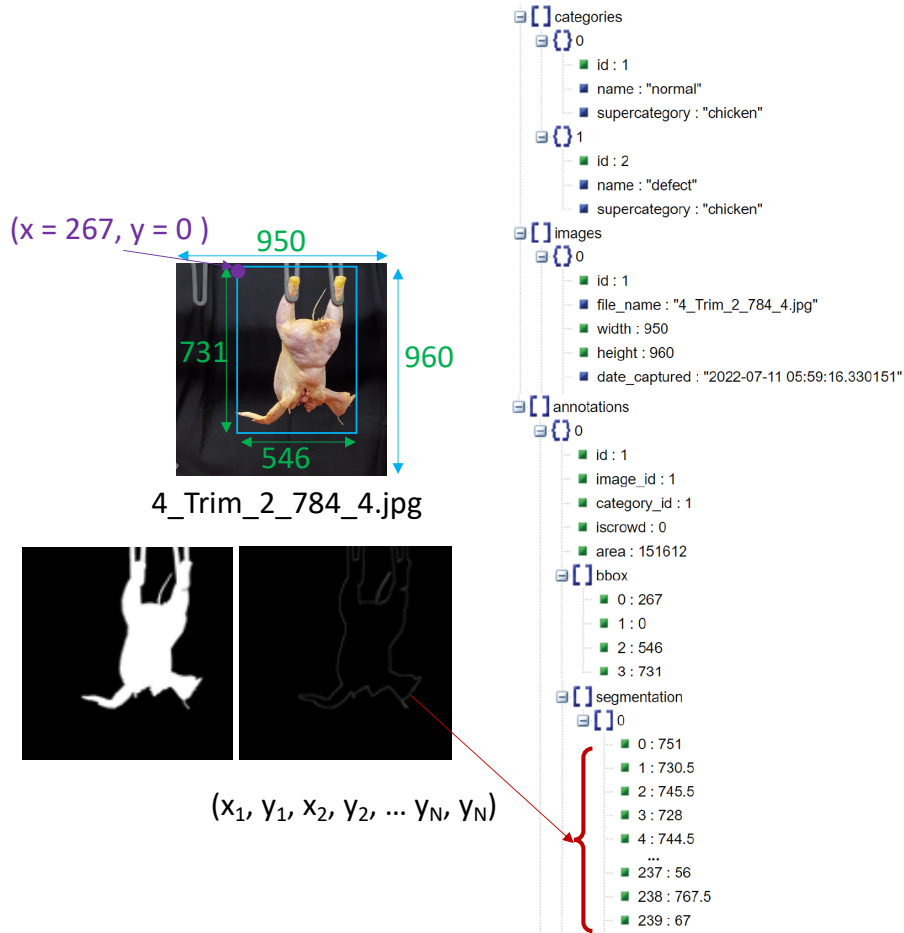 (x = 267, y = 0 )
950
731
960
546
4_Trim_2_784_4.jpg
(x₁, y₁, x₂, y₂, ... y_N, y_N)
categories
0
id : 1
name : "normal"
supercategory : "chicken"
1
id : 2
name : "defect"
supercategory : "chicken"
images
0
id : 1
file_name : "4_Trim_2_784_4.jpg"
width : 950
height : 960
date_captured : "2022-07-11 05:59:16.330151"
annotations
0
id : 1
image_id : 1
category_id : 1
iscrowd : 0
area : 151612
bbox
0 : 267
1 : 0
2 : 546
3 : 731
segmentation
0
0 : 751
1 : 730.5
2 : 745.5
3 : 728
4 : 744.5
...
237 : 56
238 : 767.5
239 : 67